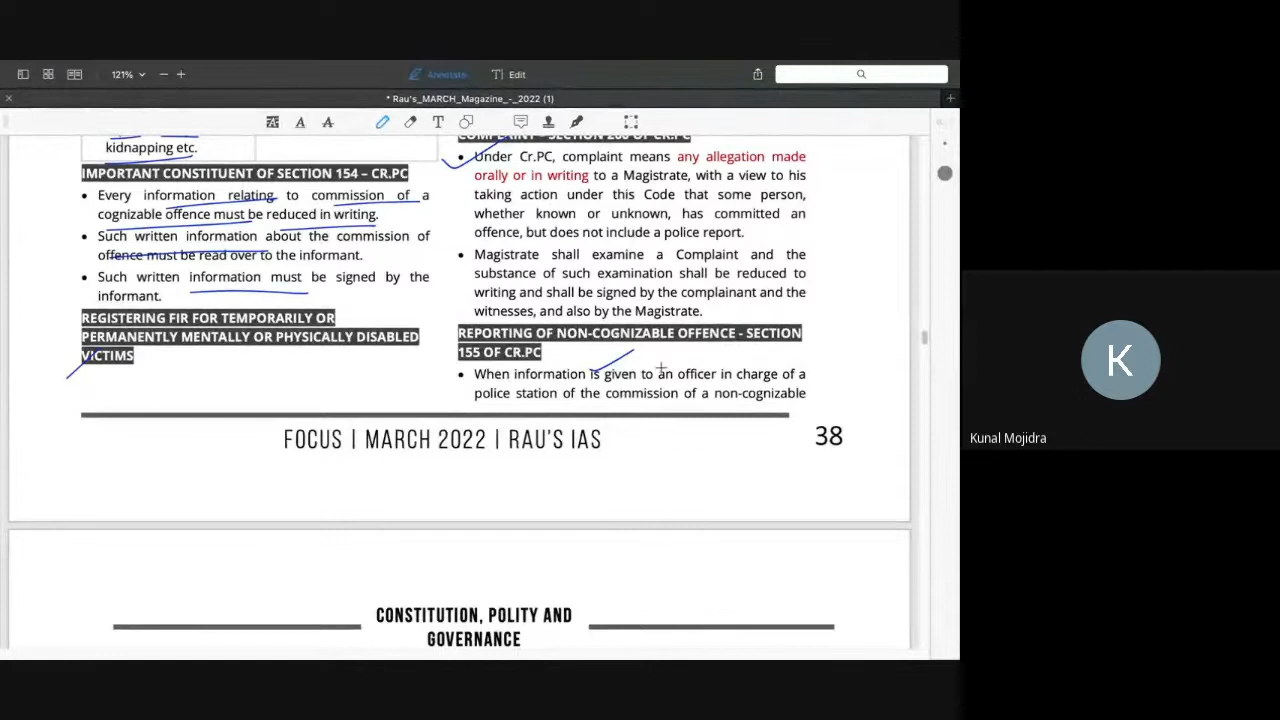 121%
Annotate
Edit
* Rau's_MARCH_Magazine_-_2022 (1)
kidnapping etc.
IMPORTANT CONSTITUENT OF SECTION 154 – CR.PC
• Every information relating to commission of a
cognizable offence must be reduced in writing.
• Such written information about the commission of
offence must be read over to the informant.
• Such written information must be signed by the
informant.
REGISTERING FIR FOR TEMPORARILY OR
PERMANENTLY MENTALLY OR PHYSICALLY DISABLED
VICTIMS
• Under Cr.PC, complaint means any allegation made
orally or in writing to a Magistrate, with a view to his
taking action under this Code that some person,
whether known or unknown, has committed an
offence, but does not include a police report.
• Magistrate shall examine a Complaint and the
substance of such examination shall be reduced to
writing and shall be signed by the complainant and the
witnesses, and also by the Magistrate.
REPORTING OF NON-COGNIZABLE OFFENCE - SECTION
155 OF CR.PC
• When information is given to an officer in charge of a
police station of the commission of a non-cognizable
FOCUS | MARCH 2022 | RAU'S IAS
38
CONSTITUTION, POLITY AND
GOVERNANCE
K
Kunal Mojidra